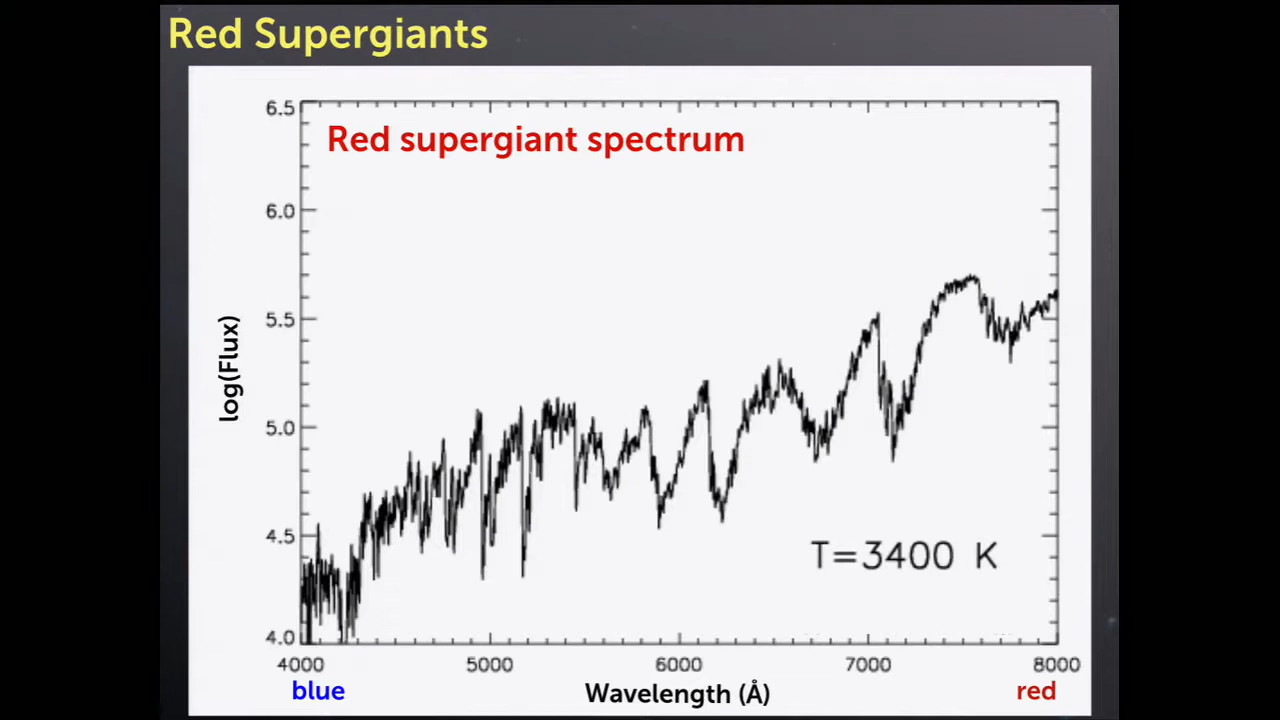 Red Supergiants
Red supergiant spectrum
6.5
6.0
5.5
5.0
4.5
4.0
log(Flux)
T=3400 K
4000 5000 6000 7000 8000
blue Wavelength (Å) red